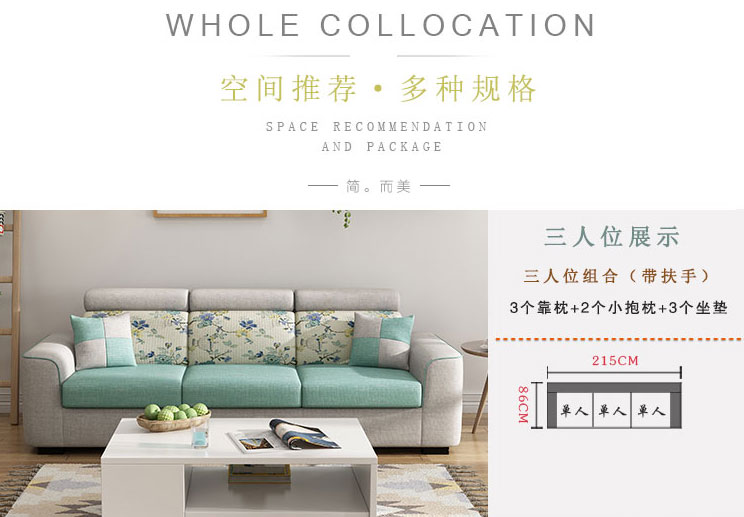 WHOLE COLLOCATION
空间推荐·多种规格
SPACE RECOMMENDATION
AND PACKAGE
简。而美
三人位展示
三人位组合（带扶手）
3个靠枕+2个小抱枕+3个坐垫
215CM
86CM
单人 单人 单人